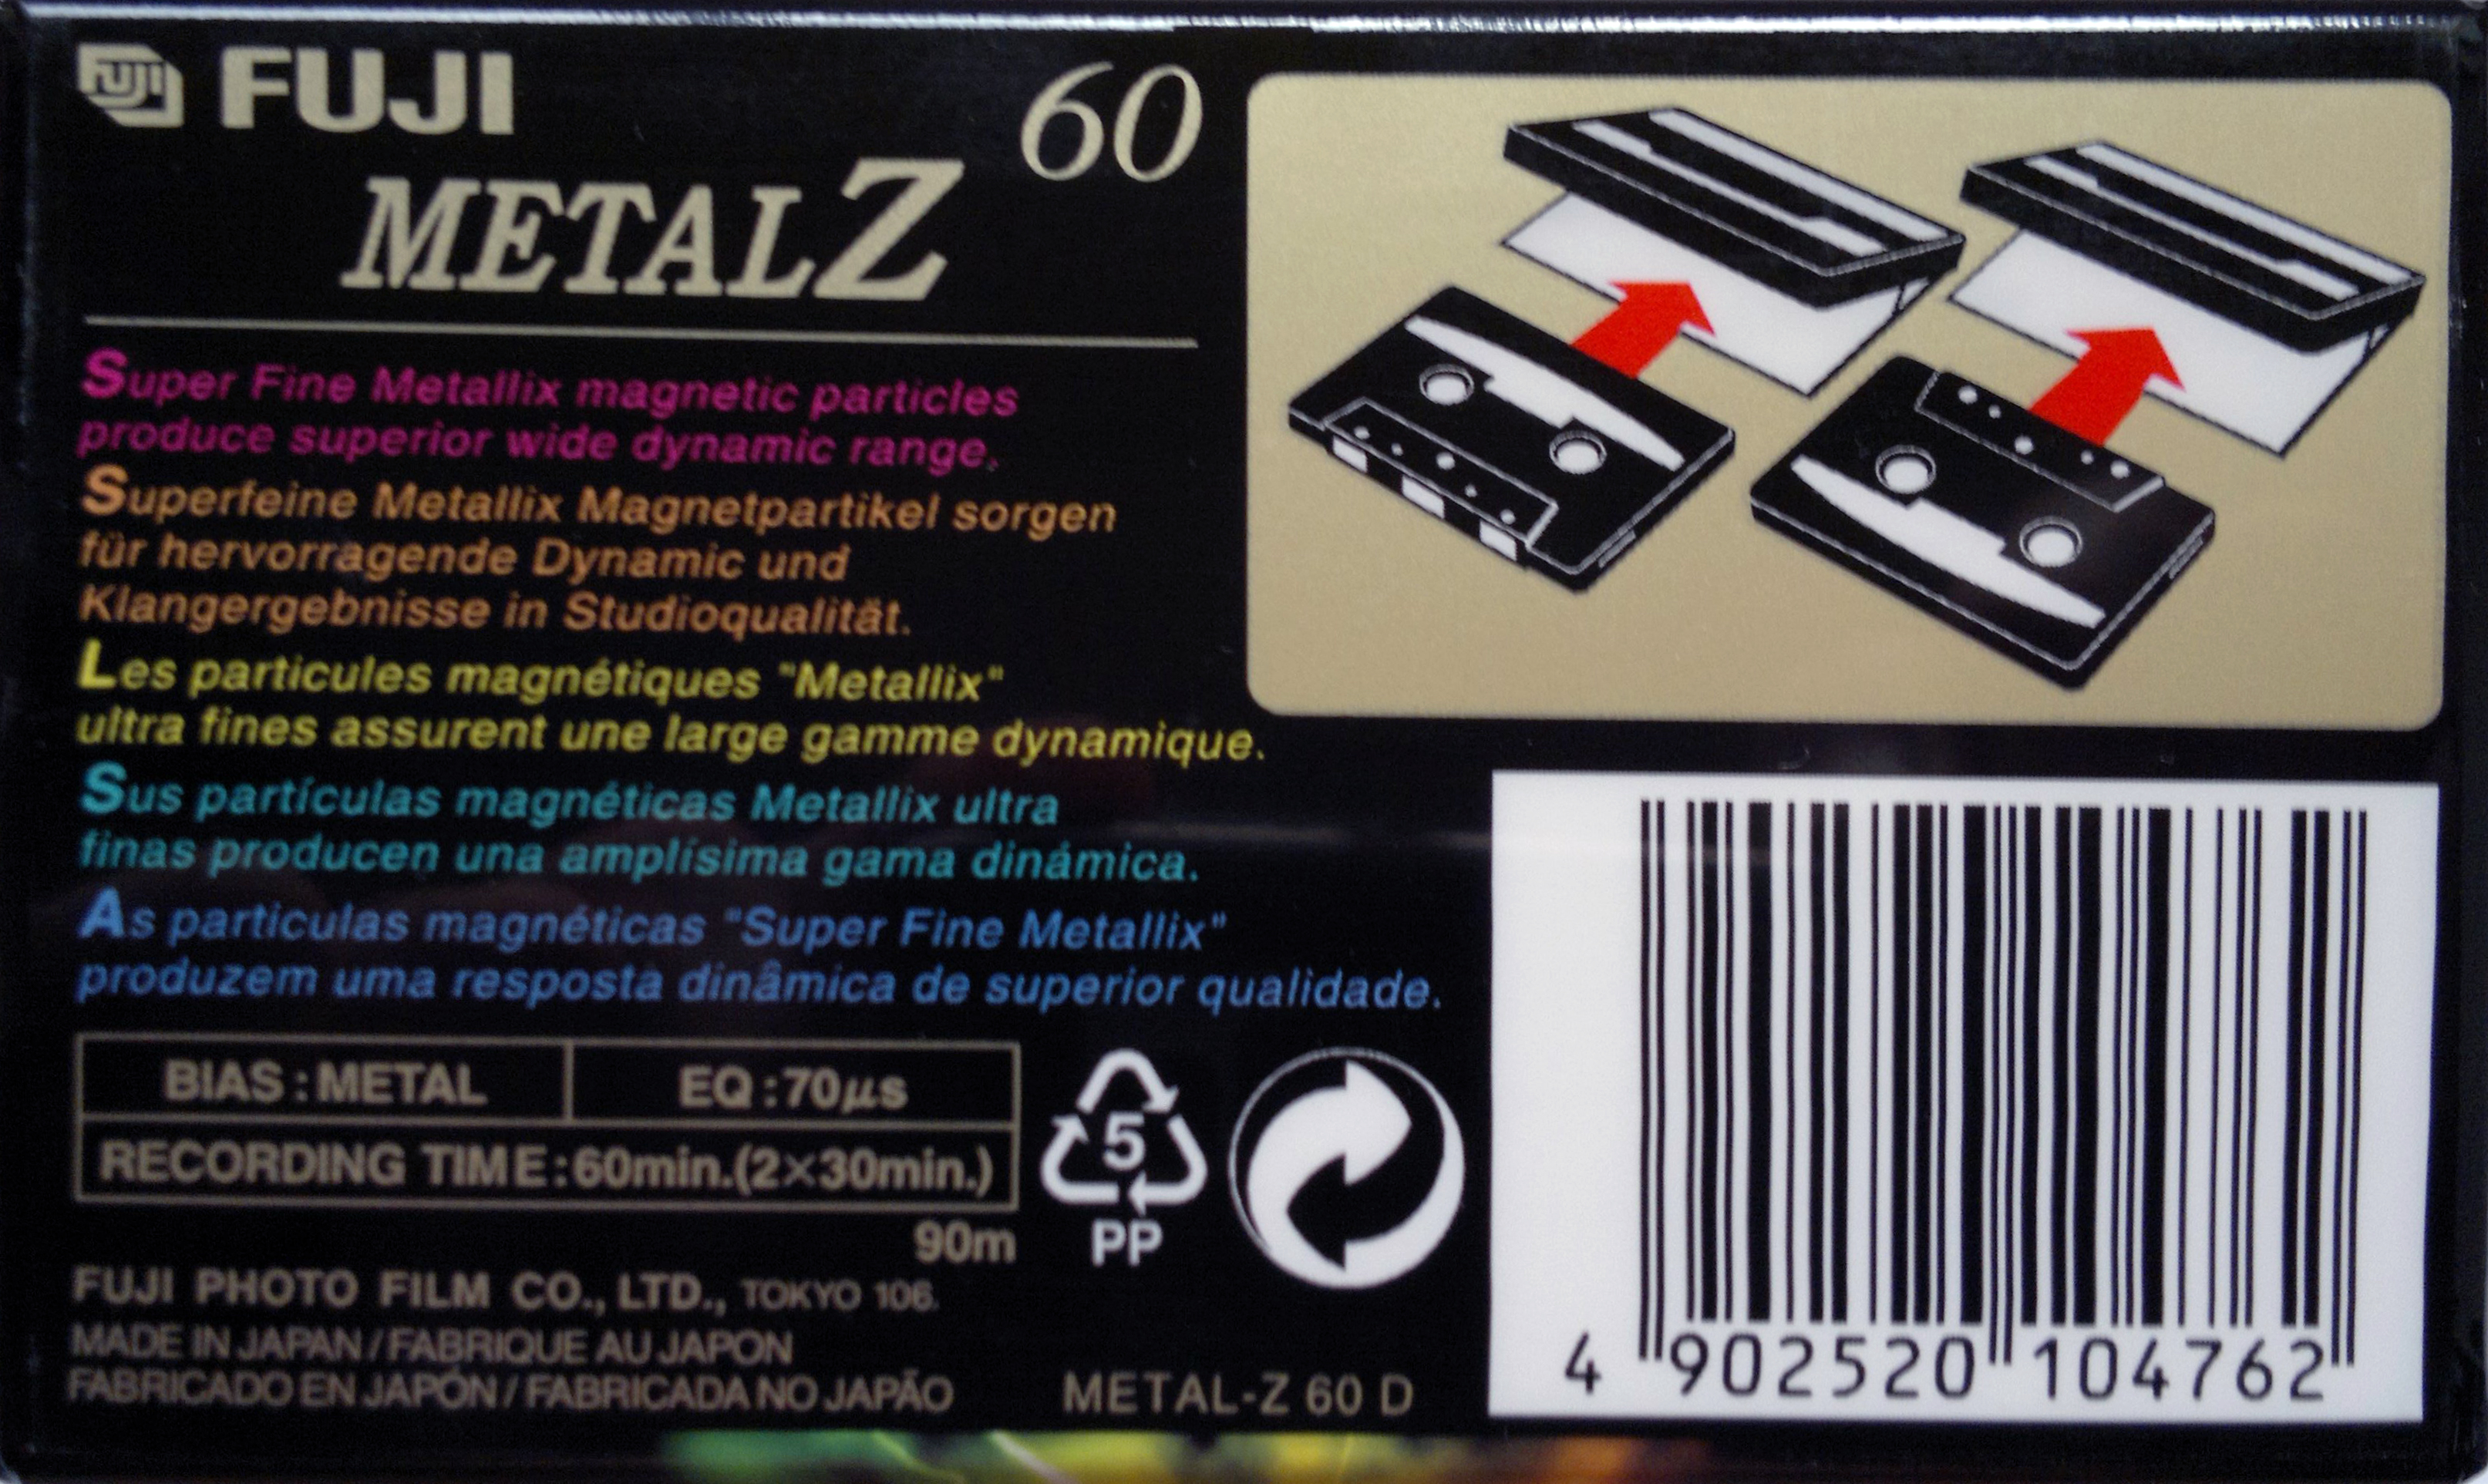 FUJI FUJI
METAL Z 60
Super Fine Metallix magnetic particles
produce superior wide dynamic range.
Superfeine Metallix Magnetpartikel sorgen
für hervorragende Dynamic und
Klangergebnisse in Studioqualität.
Les particules magnétiques "Metallix"
ultra fines assurent une large gamme dynamique.
Sus partículas magnéticas Metallix ultra
finas producen una amplísima gama dinámica.
As particulas magnéticas "Super Fine Metallix"
produzem uma resposta dinâmica de superior qualidade.
BIAS : METAL EQ : 70μs
RECORDING TIME : 60min.(2×30min.)
90m
5
PP
FUJI PHOTO FILM CO., LTD., TOKYO 106.
MADE IN JAPAN / FABRIQUE AU JAPON
FABRICADO EN JAPÓN / FABRICADA NO JAPÃO
METAL-Z 60 D
4 902520 104762